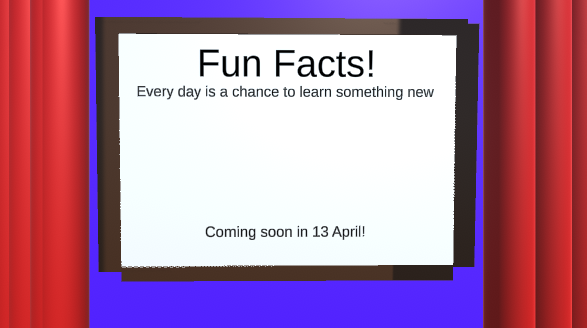 Fun Facts!
Every day is a chance to learn something new
Coming soon in 13 April!